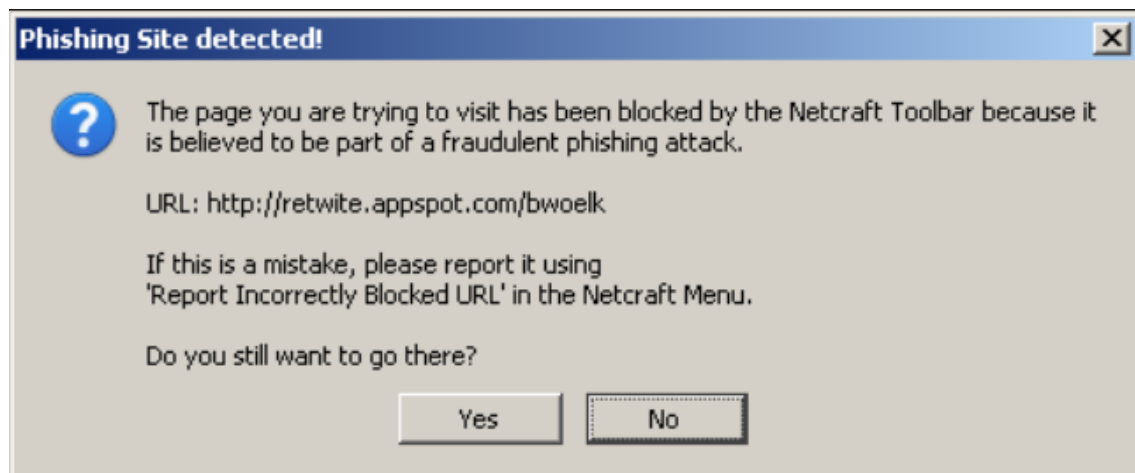 Phishing Site detected!
The page you are trying to visit has been blocked by the Netcraft Toolbar because it
is believed to be part of a fraudulent phishing attack.
URL: http://retwite.appspot.com/bwoelk
If this is a mistake, please report it using
'Report Incorrectly Blocked URL' in the Netcraft Menu.
Do you still want to go there?
Yes No